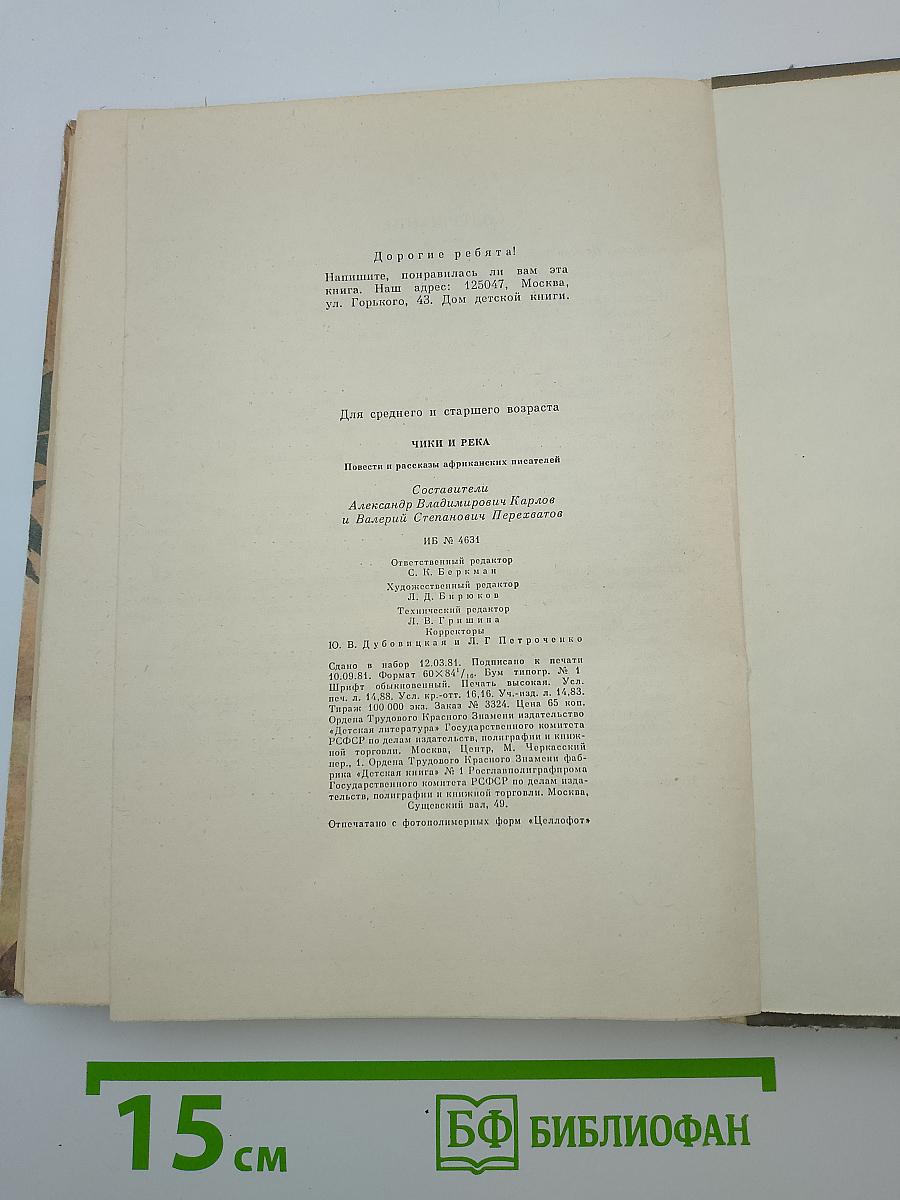 Дорогие ребята!
Напишите, понравилась ли вам эта
книга. Наш адрес: 125047, Москва,
ул. Горького, 43. Дом детской книги.
Для среднего и старшего возраста
ЧИКИ И РЕКА
Повести и рассказы африканских писателей
Составители
Александр Владимирович Карлов
и Валерий Степанович Перехватов
ИБ № 4631
Ответственный редактор
С. К. Беркман
Художественный редактор
Л. Д. Бирюков
Технический редактор
Л. В. Гришина
Корректоры
Ю. В. Дубовицкая и Л. Г Петроченко
Сдано в набор 12.03.81. Подписано к печати
10.09.81. Формат 60×84¹/₁₆. Бум типогр. № 1
Шрифт обыкновенный. Печать высокая. Усл.
печ. л. 14,88. Усл. кр.-отт. 16,16. Уч.-изд. л. 14,83.
Тираж 100 000 экз. Заказ № 3324. Цена 65 коп.
Ордена Трудового Красного Знамени издательство
«Детская литература» Государственного комитета
РСФСР по делам издательств, полиграфии и книж-
ной торговли. Москва, Центр, М. Черкасский
пер., 1. Ордена Трудового Красного Знамени фаб-
рика «Детская книга» № 1 Росглавполиграфпрома
Государственного комитета РСФСР по делам изда-
тельств, полиграфии и книжной торговли. Москва,
Сущевский вал, 49.
Отпечатано с фотополимерных форм «Целлофот»
15 см
БФ БИБЛИОФАН